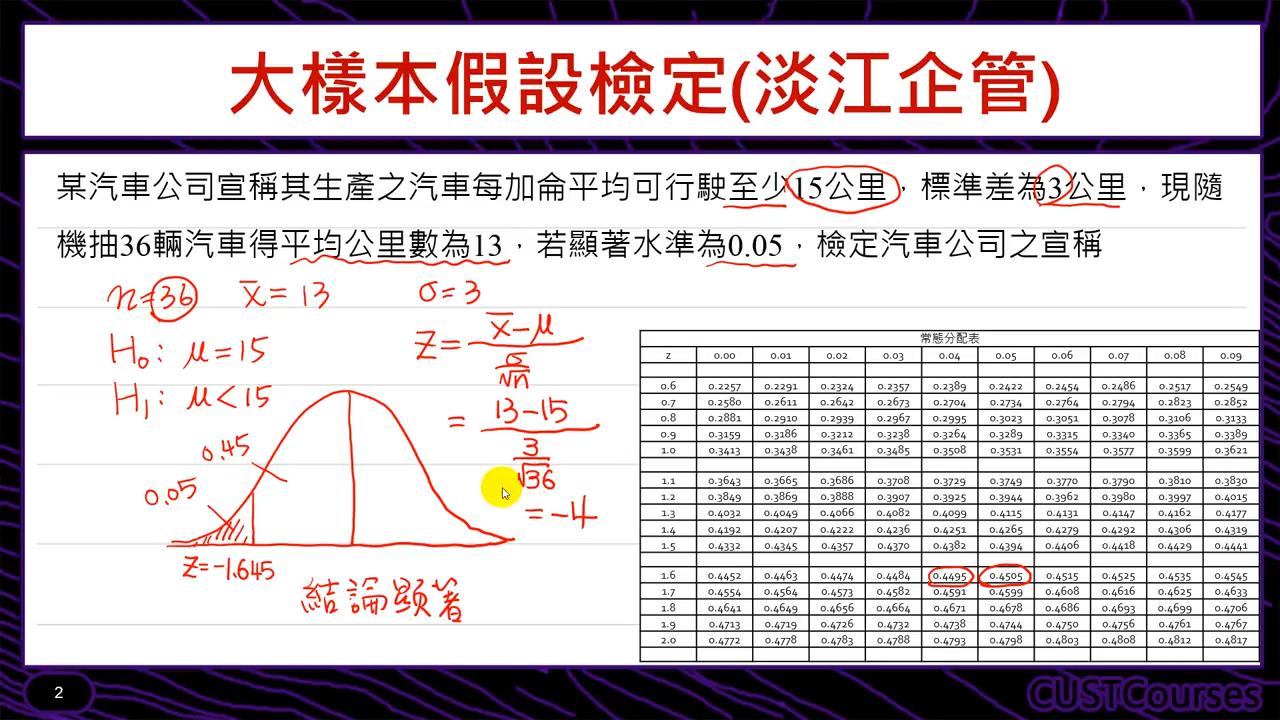 大樣本假設檢定(淡江企管)
某汽車公司宣稱其生產之汽車每加侖平均可行駛至少15公里，標準差為3公里，現隨
機抽36輛汽車得平均公里數為13，若顯著水準為0.05，檢定汽車公司之宣稱
n=36 x̄=13 σ=3
H₀: μ=15
H₁: μ<15
Z= x̄-μ
σ
√n
= 13-15
3
√36
=-4
0.45
0.05
Z=-1.645
結論顯著
常態分配表
z 0.00 0.01 0.02 0.03 0.04 0.05 0.06 0.07 0.08 0.09
0.6 0.2257 0.2291 0.2324 0.2357 0.2389 0.2422 0.2454 0.2486 0.2517 0.2549
0.7 0.2580 0.2611 0.2642 0.2673 0.2704 0.2734 0.2764 0.2794 0.2823 0.2852
0.8 0.2881 0.2910 0.2939 0.2967 0.2995 0.3023 0.3051 0.3078 0.3106 0.3133
0.9 0.3159 0.3186 0.3212 0.3238 0.3264 0.3289 0.3315 0.3340 0.3365 0.3389
1.0 0.3413 0.3438 0.3461 0.3485 0.3508 0.3531 0.3554 0.3577 0.3599 0.3621
1.1 0.3643 0.3665 0.3686 0.3708 0.3729 0.3749 0.3770 0.3790 0.3810 0.3830
1.2 0.3849 0.3869 0.3888 0.3907 0.3925 0.3944 0.3962 0.3980 0.3997 0.4015
1.3 0.4032 0.4049 0.4066 0.4082 0.4099 0.4115 0.4131 0.4147 0.4162 0.4177
1.4 0.4192 0.4207 0.4222 0.4236 0.4251 0.4265 0.4279 0.4292 0.4306 0.4319
1.5 0.4332 0.4345 0.4357 0.4370 0.4382 0.4394 0.4406 0.4418 0.4429 0.4441
1.6 0.4452 0.4463 0.4474 0.4484 0.4495 0.4505 0.4515 0.4525 0.4535 0.4545
1.7 0.4554 0.4564 0.4573 0.4582 0.4591 0.4599 0.4608 0.4616 0.4625 0.4633
1.8 0.4641 0.4649 0.4656 0.4664 0.4671 0.4678 0.4686 0.4693 0.4699 0.4706
1.9 0.4713 0.4719 0.4726 0.4732 0.4738 0.4744 0.4750 0.4756 0.4761 0.4767
2.0 0.4772 0.4778 0.4783 0.4788 0.4793 0.4798 0.4803 0.4808 0.4812 0.4817
2
CUSTCourses